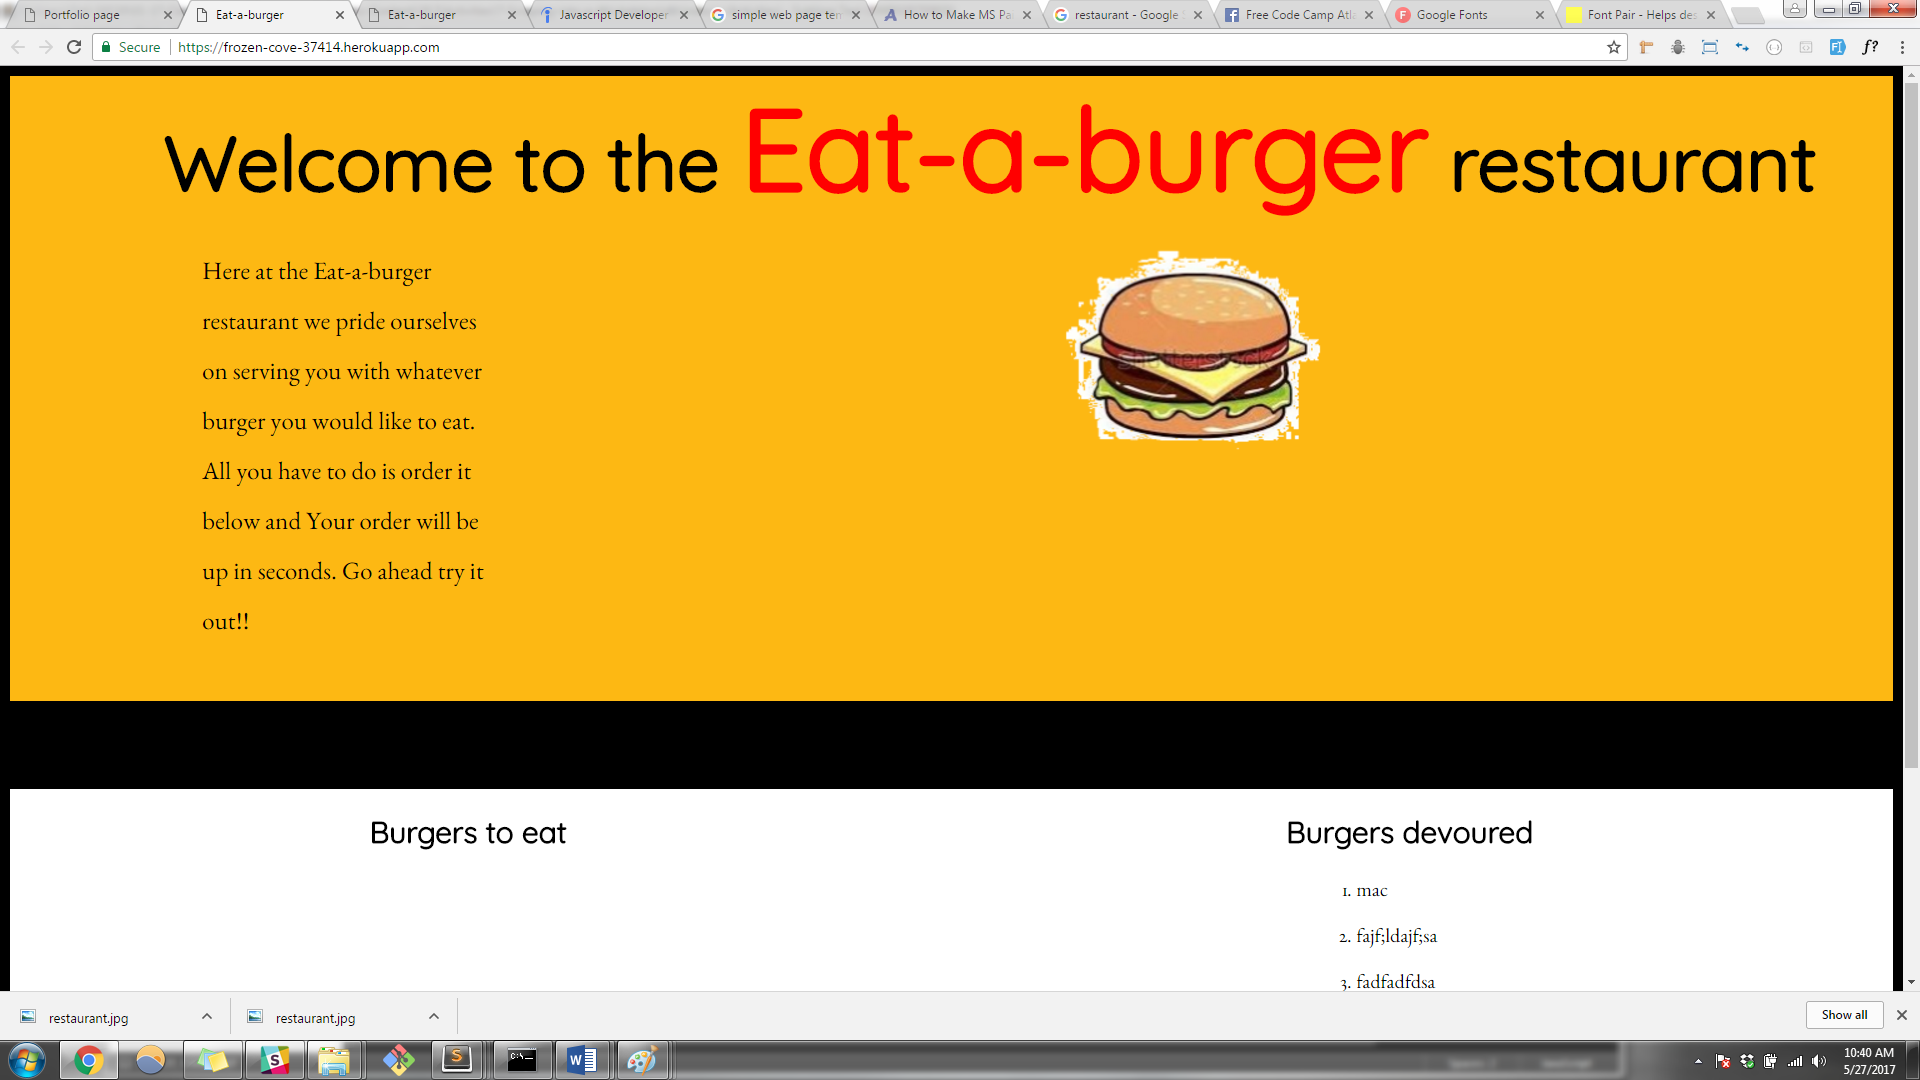 Portfolio page
Eat-a-burger
Eat-a-burger
Javascript Developer
simple web page ten
How to Make MS Pa
restaurant - Google
Free Code Camp Atl
Google Fonts
Font Pair - Helps des
Secure
https://frozen-cove-37414.herokuapp.com
f?
Welcome to the Eat-a-burger restaurant
Here at the Eat-a-burger
restaurant we pride ourselves
on serving you with whatever
burger you would like to eat.
All you have to do is order it
below and Your order will be
up in seconds. Go ahead try it
out!!
shutterstock
Burgers to eat
Burgers devoured
1. mac
2. fajf;ldajf;sa
3. fadfadfdsa
restaurant.jpg
restaurant.jpg
Show all
10:40 AM
5/27/2017